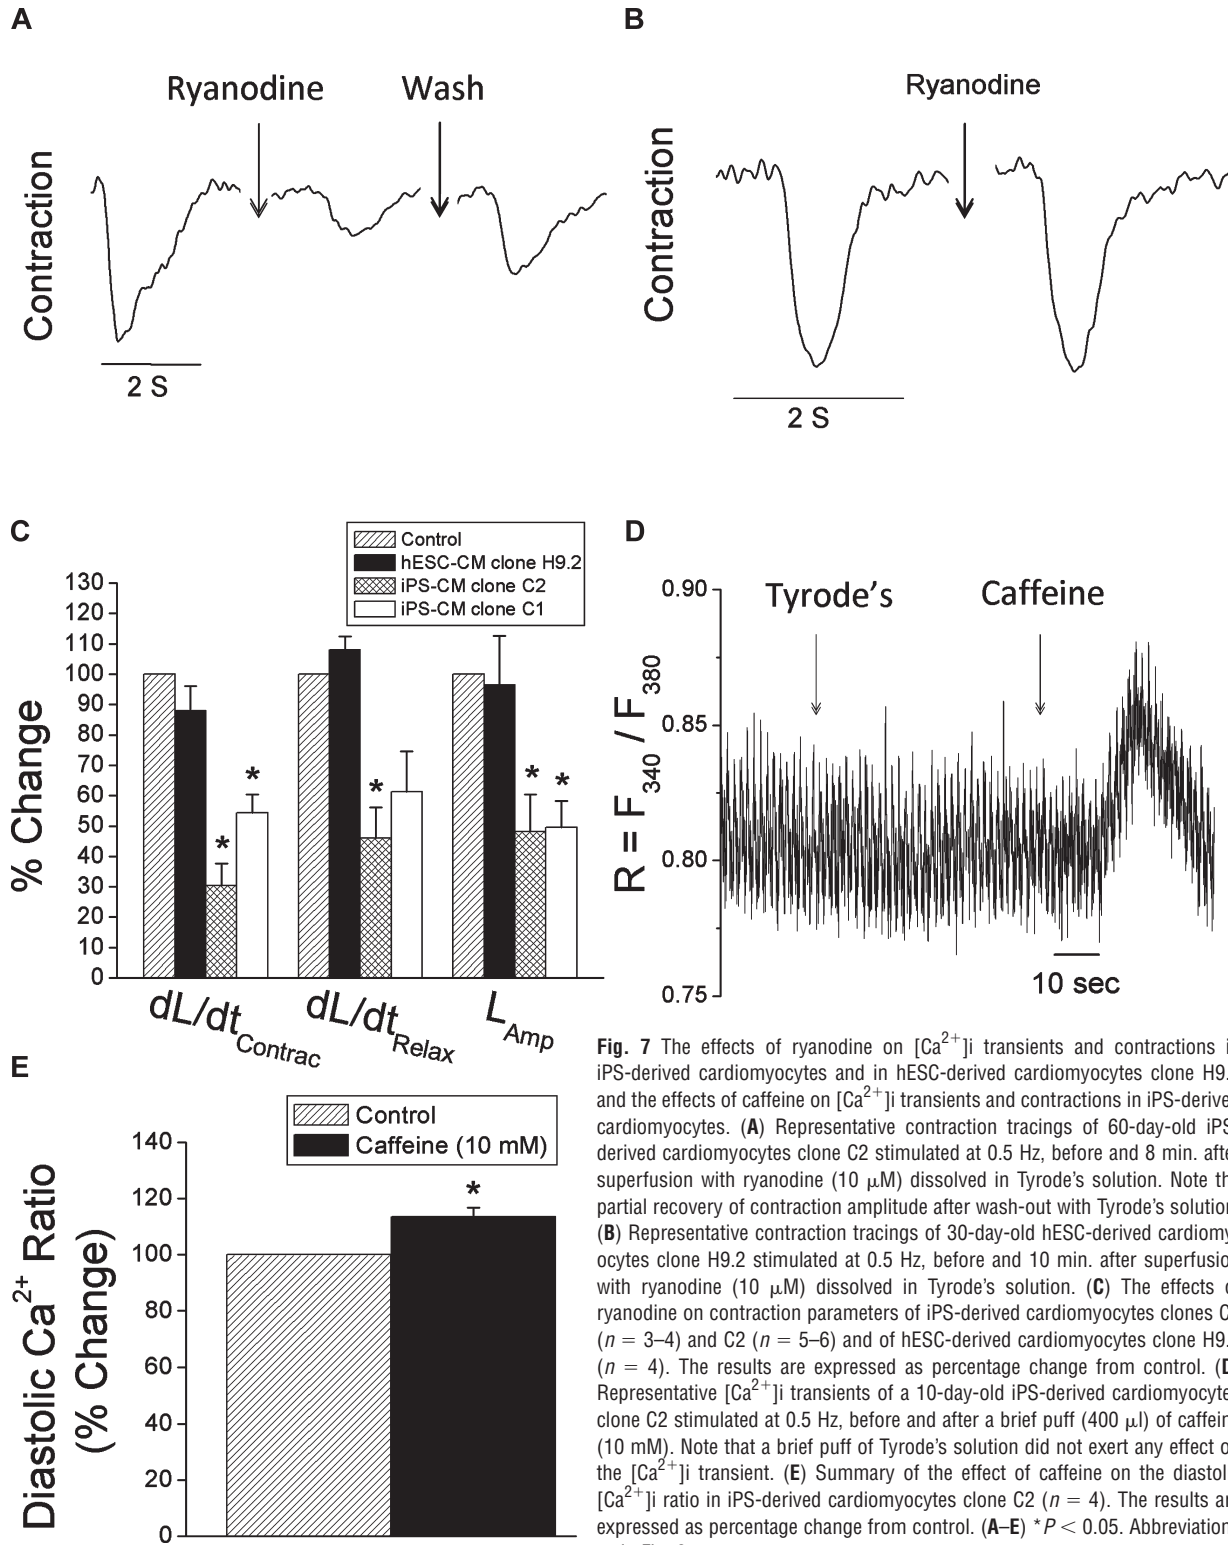 A
B
Ryanodine
Wash
Ryanodine
Contraction
Contraction
2 S
2 S
C
D
Control
hESC-CM clone H9.2
iPS-CM clone C2
iPS-CM clone C1
% Change
130
120
110
100
90
80
70
60
50
40
30
20
10
0
*
*
*
*
*
dL/dt Contrac
dL/dt Relax
L Amp
R = F 340 / F 380
0.90
0.85
0.80
0.75
Tyrode's
Caffeine
10 sec
E
Control
Caffeine (10 mM)
Diastolic Ca2+ Ratio
(% Change)
140
120
100
80
60
40
20
0
*
Fig. 7 The effects of ryanodine on [Ca2+]i transients and contractions
iPS-derived cardiomyocytes and in hESC-derived cardiomyocytes clone H9.
and the effects of caffeine on [Ca2+]i transients and contractions in iPS-derive
cardiomyocytes. (A) Representative contraction tracings of 60-day-old iPS
derived cardiomyocytes clone C2 stimulated at 0.5 Hz, before and 8 min. afte
superfusion with ryanodine (10 μM) dissolved in Tyrode's solution. Note th
partial recovery of contraction amplitude after wash-out with Tyrode's solution
(B) Representative contraction tracings of 30-day-old hESC-derived cardiomy
ocytes clone H9.2 stimulated at 0.5 Hz, before and 10 min. after superfusio
with ryanodine (10 μM) dissolved in Tyrode's solution. (C) The effects
ryanodine on contraction parameters of iPS-derived cardiomyocytes clones C
(n = 3–4) and C2 (n = 5–6) and of hESC-derived cardiomyocytes clone H9.
(n = 4). The results are expressed as percentage change from control. (D
Representative [Ca2+]i transients of a 10-day-old iPS-derived cardiomyocyte
clone C2 stimulated at 0.5 Hz, before and after a brief puff (400 μl) of caffein
(10 mM). Note that a brief puff of Tyrode's solution did not exert any effect o
the [Ca2+]i transient. (E) Summary of the effect of caffeine on the diastol
[Ca2+]i ratio in iPS-derived cardiomyocytes clone C2 (n = 4). The results ar
expressed as percentage change from control. (A–E) *P < 0.05. Abbreviation